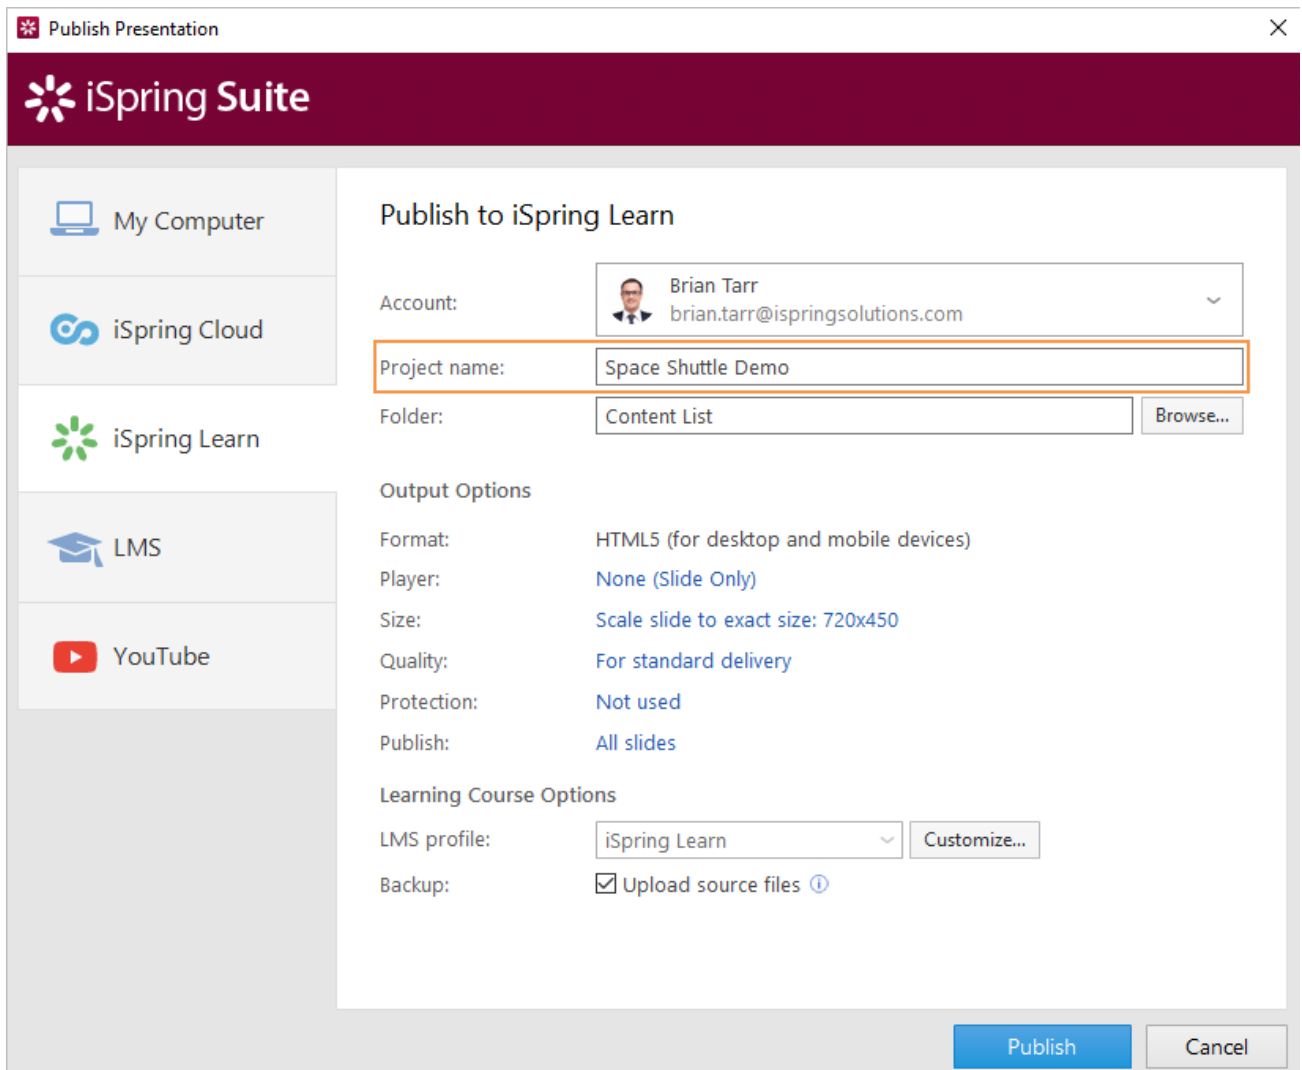 Publish Presentation
iSpring Suite
My Computer
iSpring Cloud
iSpring Learn
LMS
YouTube
Publish to iSpring Learn
Account:
Brian Tarr
brian.tarr@ispringsolutions.com
Project name: Space Shuttle Demo
Folder: Content List Browse...
Output Options
Format: HTML5 (for desktop and mobile devices)
Player: None (Slide Only)
Size: Scale slide to exact size: 720x450
Quality: For standard delivery
Protection: Not used
Publish: All slides
Learning Course Options
LMS profile: iSpring Learn Customize...
Backup: Upload source files
Publish Cancel